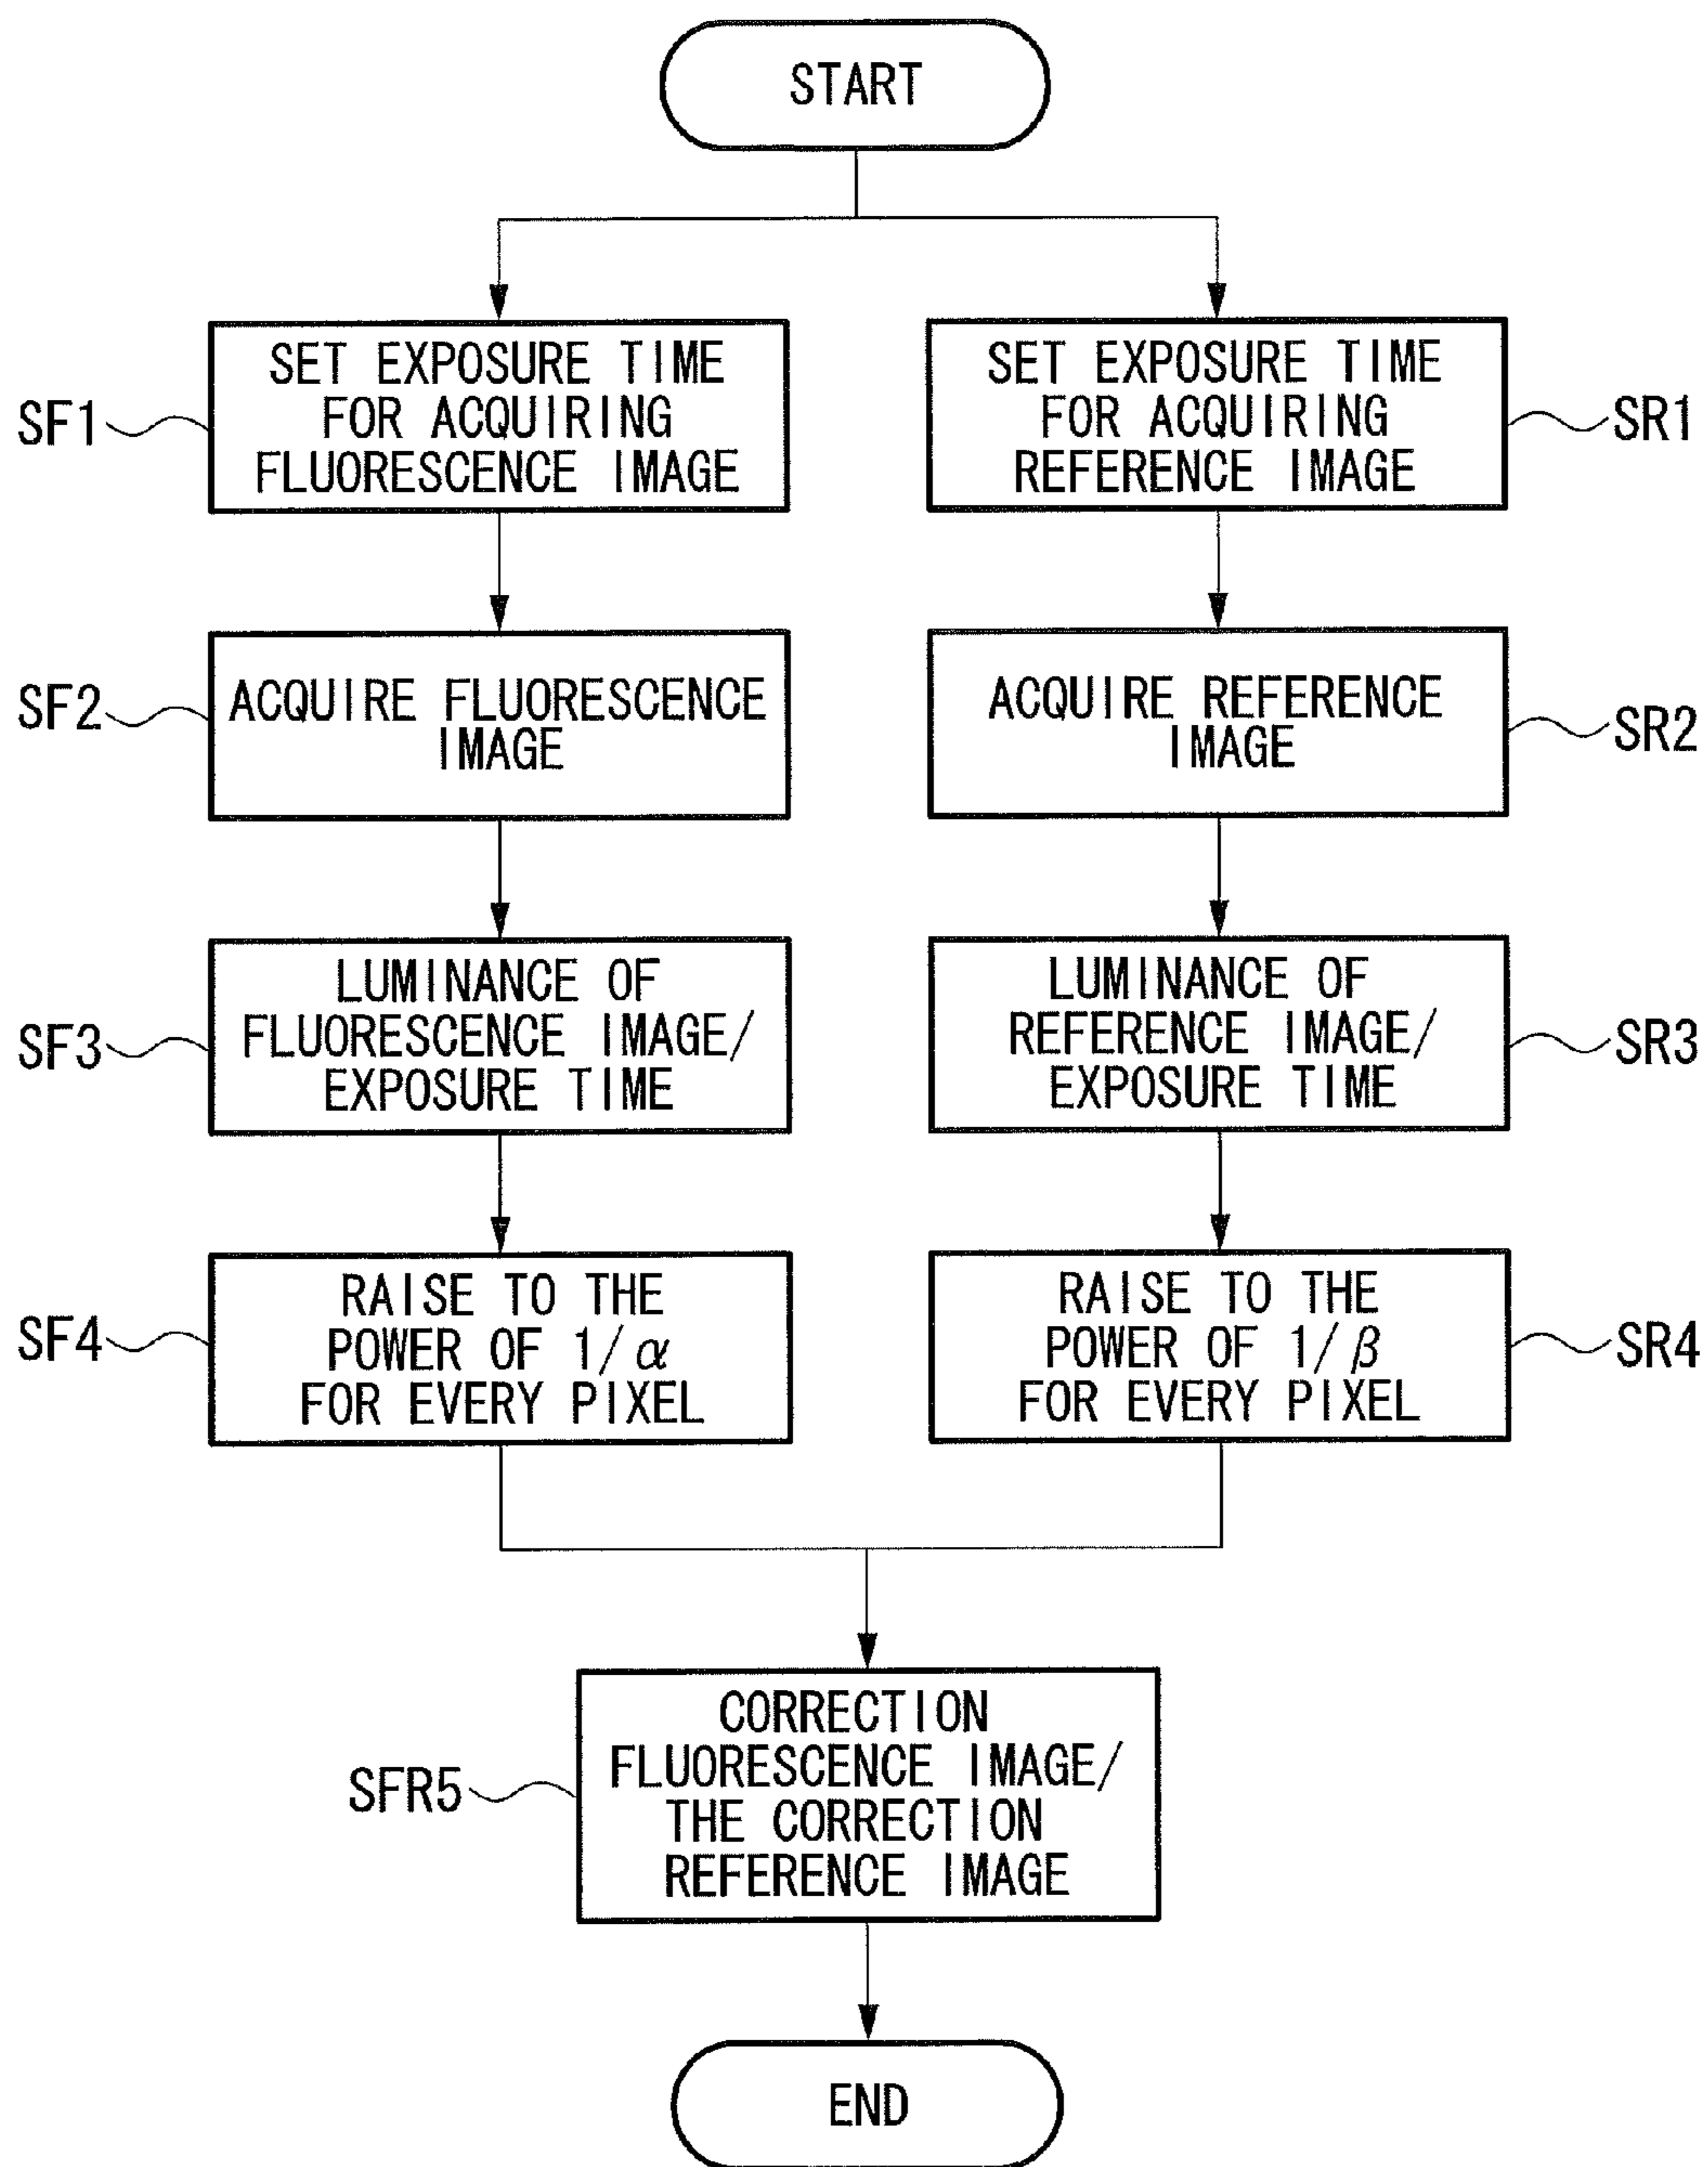 START
SET EXPOSURE TIME
FOR ACQUIRING
FLUORESCENCE IMAGE
SF1
SET EXPOSURE TIME
FOR ACQUIRING
REFERENCE IMAGE
SR1
ACQUIRE FLUORESCENCE
IMAGE
SF2
ACQUIRE REFERENCE
IMAGE
SR2
LUMINANCE OF
FLUORESCENCE IMAGE/
EXPOSURE TIME
SF3
LUMINANCE OF
REFERENCE IMAGE/
EXPOSURE TIME
SR3
RAISE TO THE
POWER OF 1/α
FOR EVERY PIXEL
SF4
RAISE TO THE
POWER OF 1/β
FOR EVERY PIXEL
SR4
CORRECTION
FLUORESCENCE IMAGE/
THE CORRECTION
REFERENCE IMAGE
SFR5
END